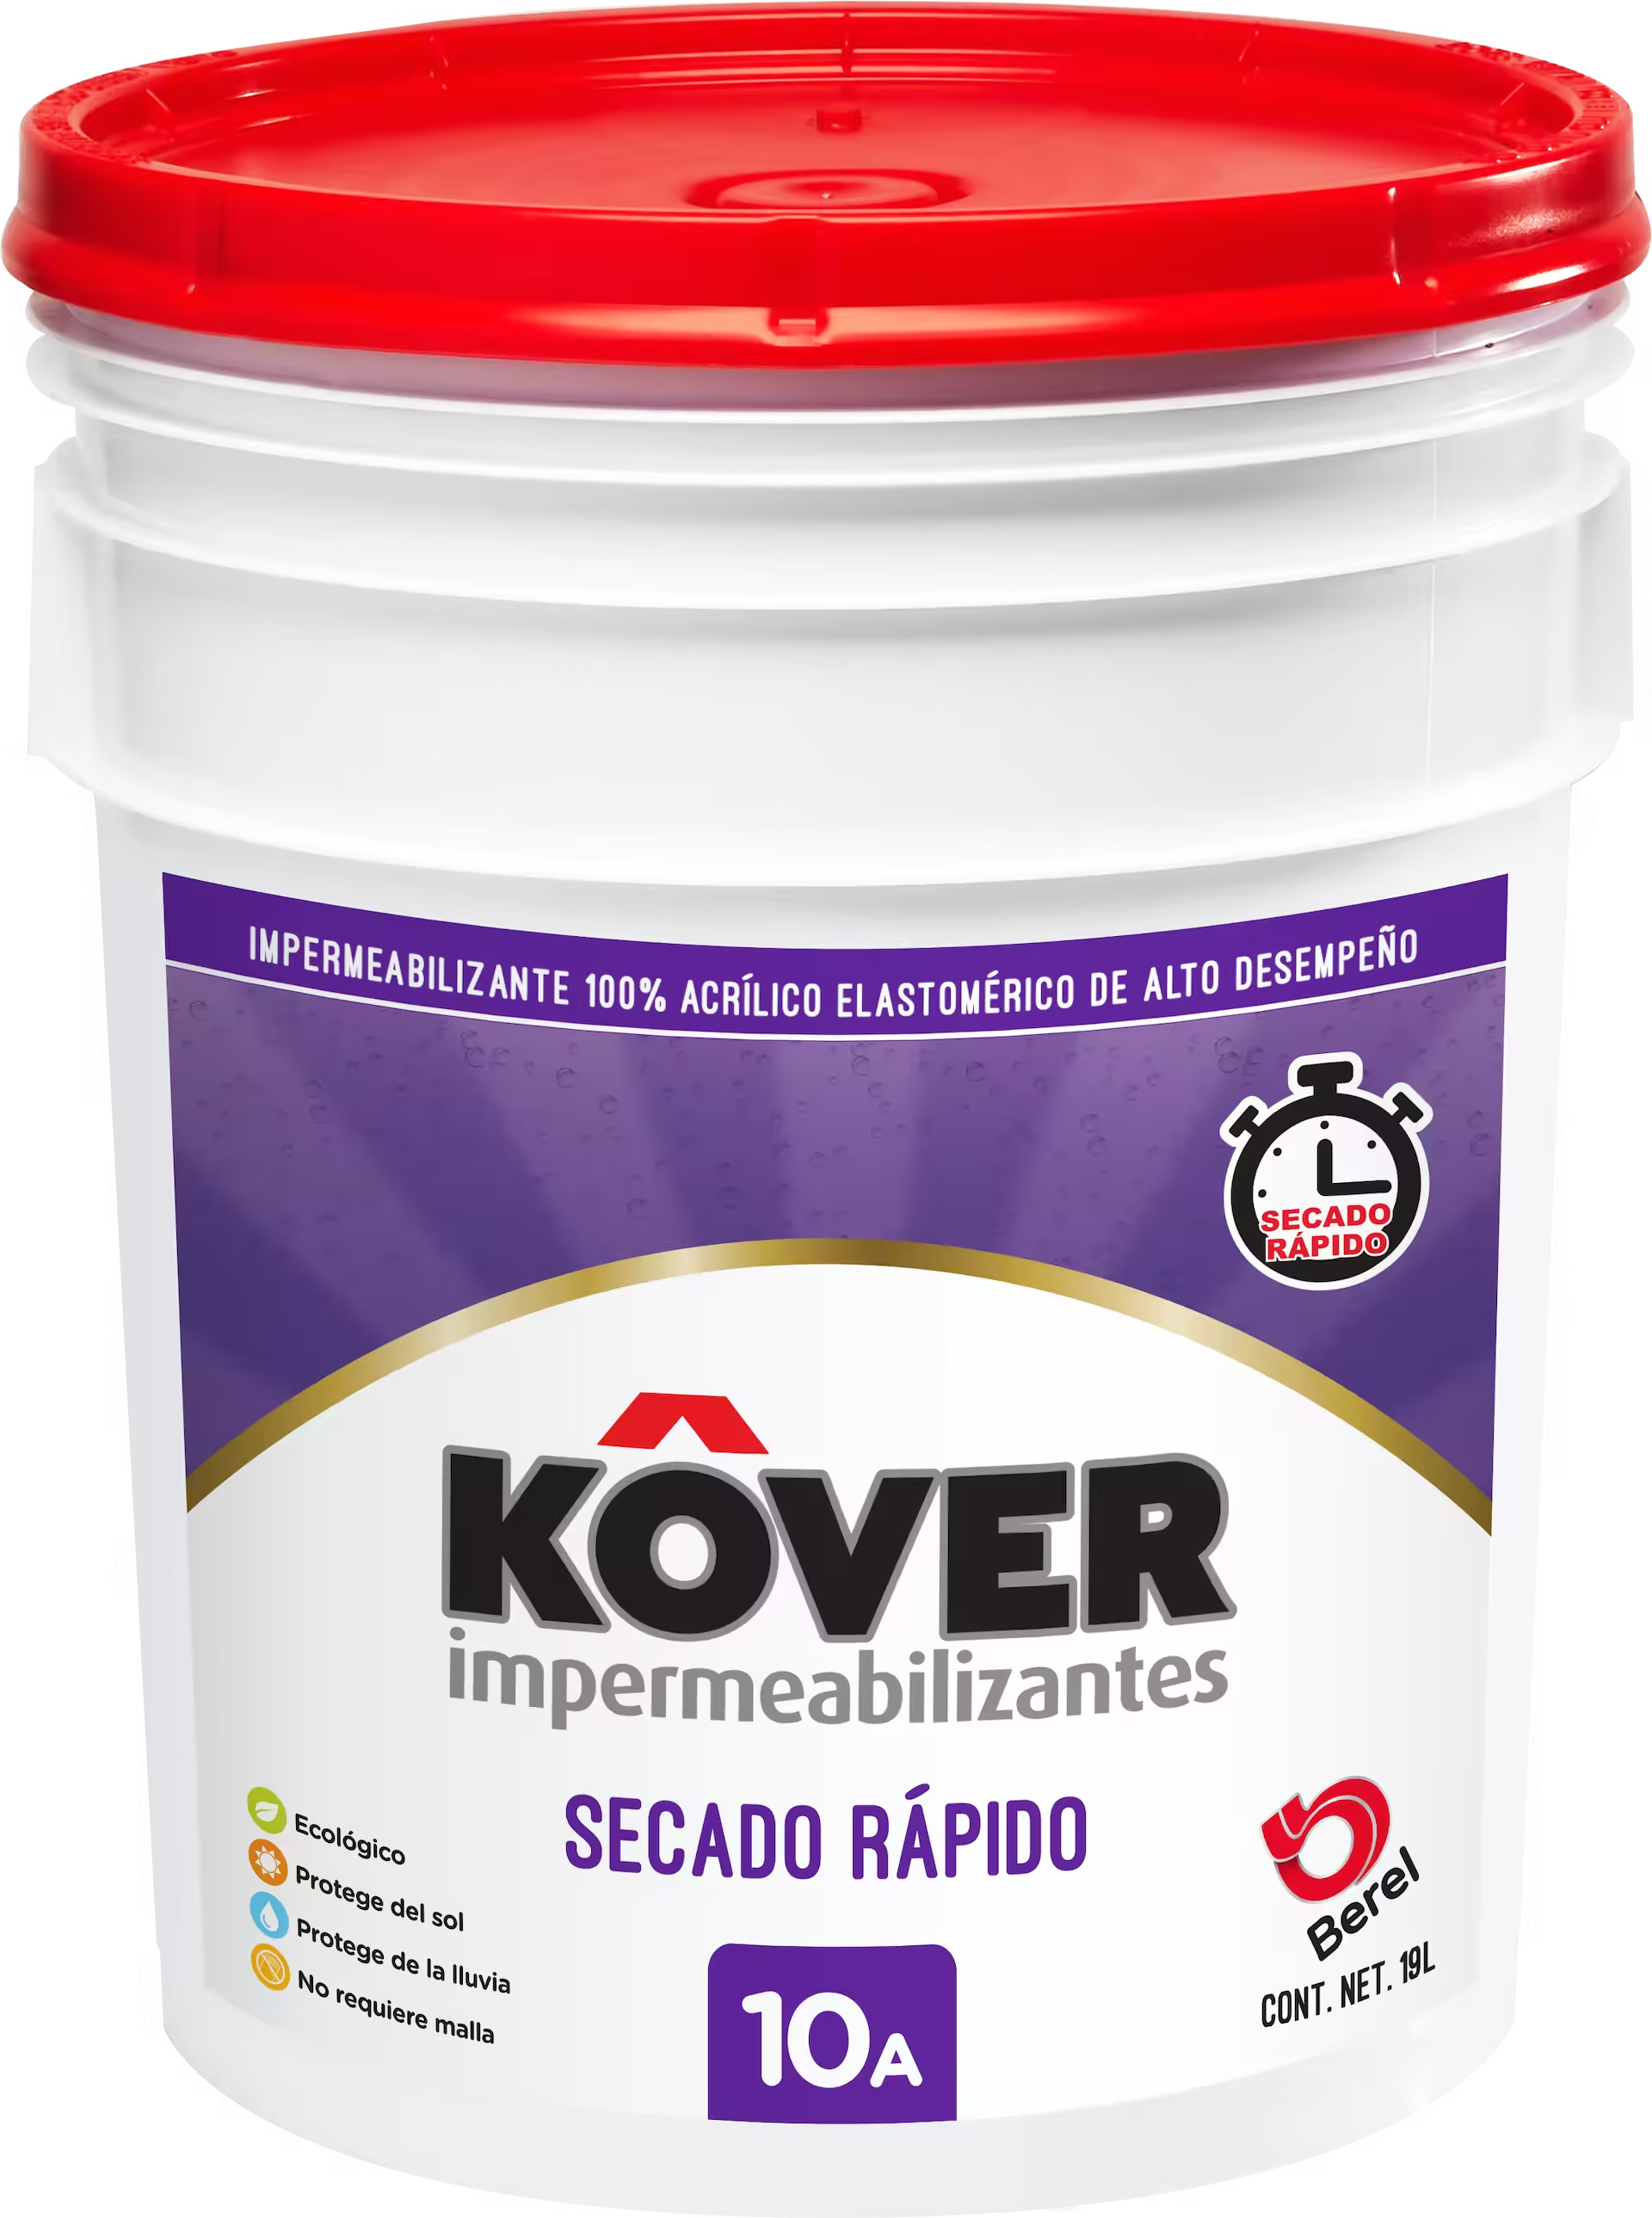 IMPERMEABILIZANTE 100% ACRÍLICO ELASTOMÉRICO DE ALTO DESEMPEÑO
SECADO
RÁPIDO
KÔVER
impermeabilizantes
SECADO RÁPIDO
Ecológico
Protege del sol
Protege de la lluvia
No requiere malla
Berel
CONT. NET. 19L
10A